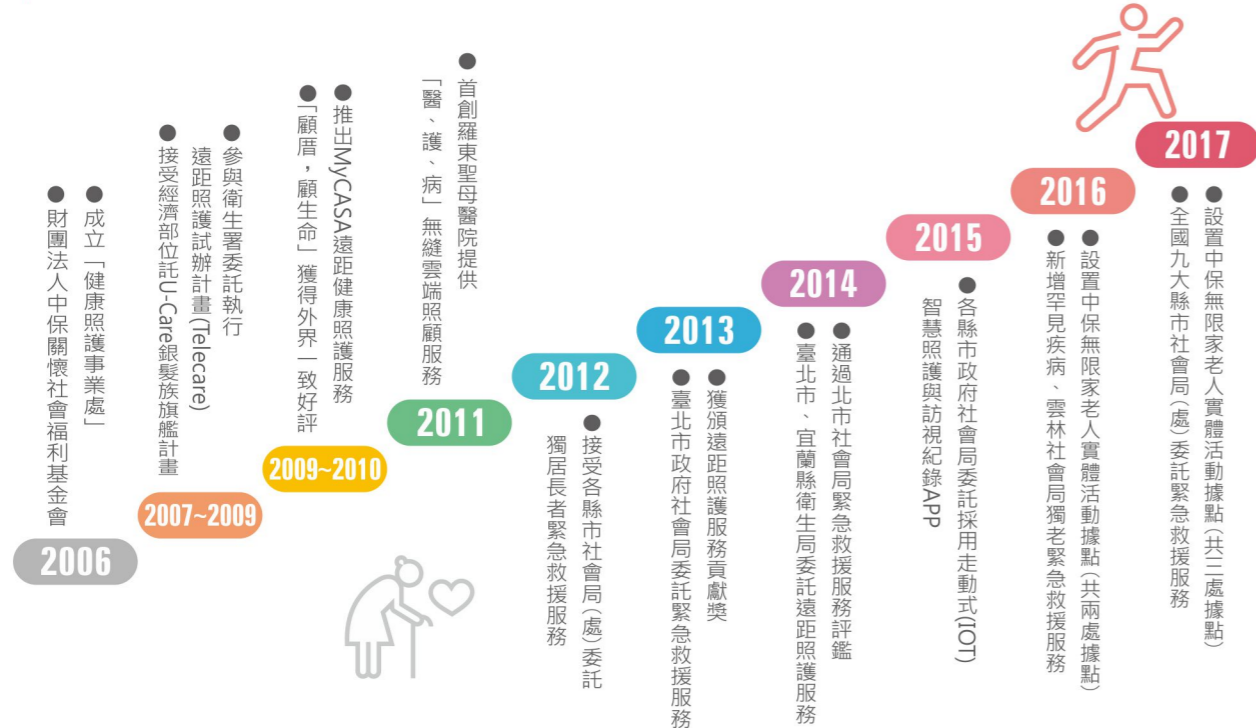 2006
●成立「健康照護事業處」
●財團法人中保關懷社會福利基金會
2007~2009
●參與衛生署委託執行
遠距照護試辦計畫(Telecare)
●接受經濟部位託U-Care銀髮族旗艦計畫
2009~2010
●推出MyCASA遠距健康照護服務
●「顧厝，顧生命」獲得外界一致好評
2011
●首創羅東聖母醫院提供
「醫、護、病」無縫雲端照顧服務
2012
●接受各縣市社會局(處)委託
獨居長者緊急救援服務
2013
●獲頒遠距照護服務貢獻奬
●臺北市政府社會局委託緊急救援服務
2014
●通過北市社會局緊急救援服務評鑑
●臺北市、宜蘭縣衛生局委託遠距照護服務
2015
●各縣市政府社會局委託採用走動式(IOT)
智慧照護與訪視紀錄APP
2016
●設置中保無限家老人實體活動據點(共兩處據點)
●新增罕見疾病、雲林社會局獨老緊急救援服務
2017
●設置中保無限家老人實體活動據點(共三處據點)
●全國九大縣市社會局(處)委託緊急救援服務